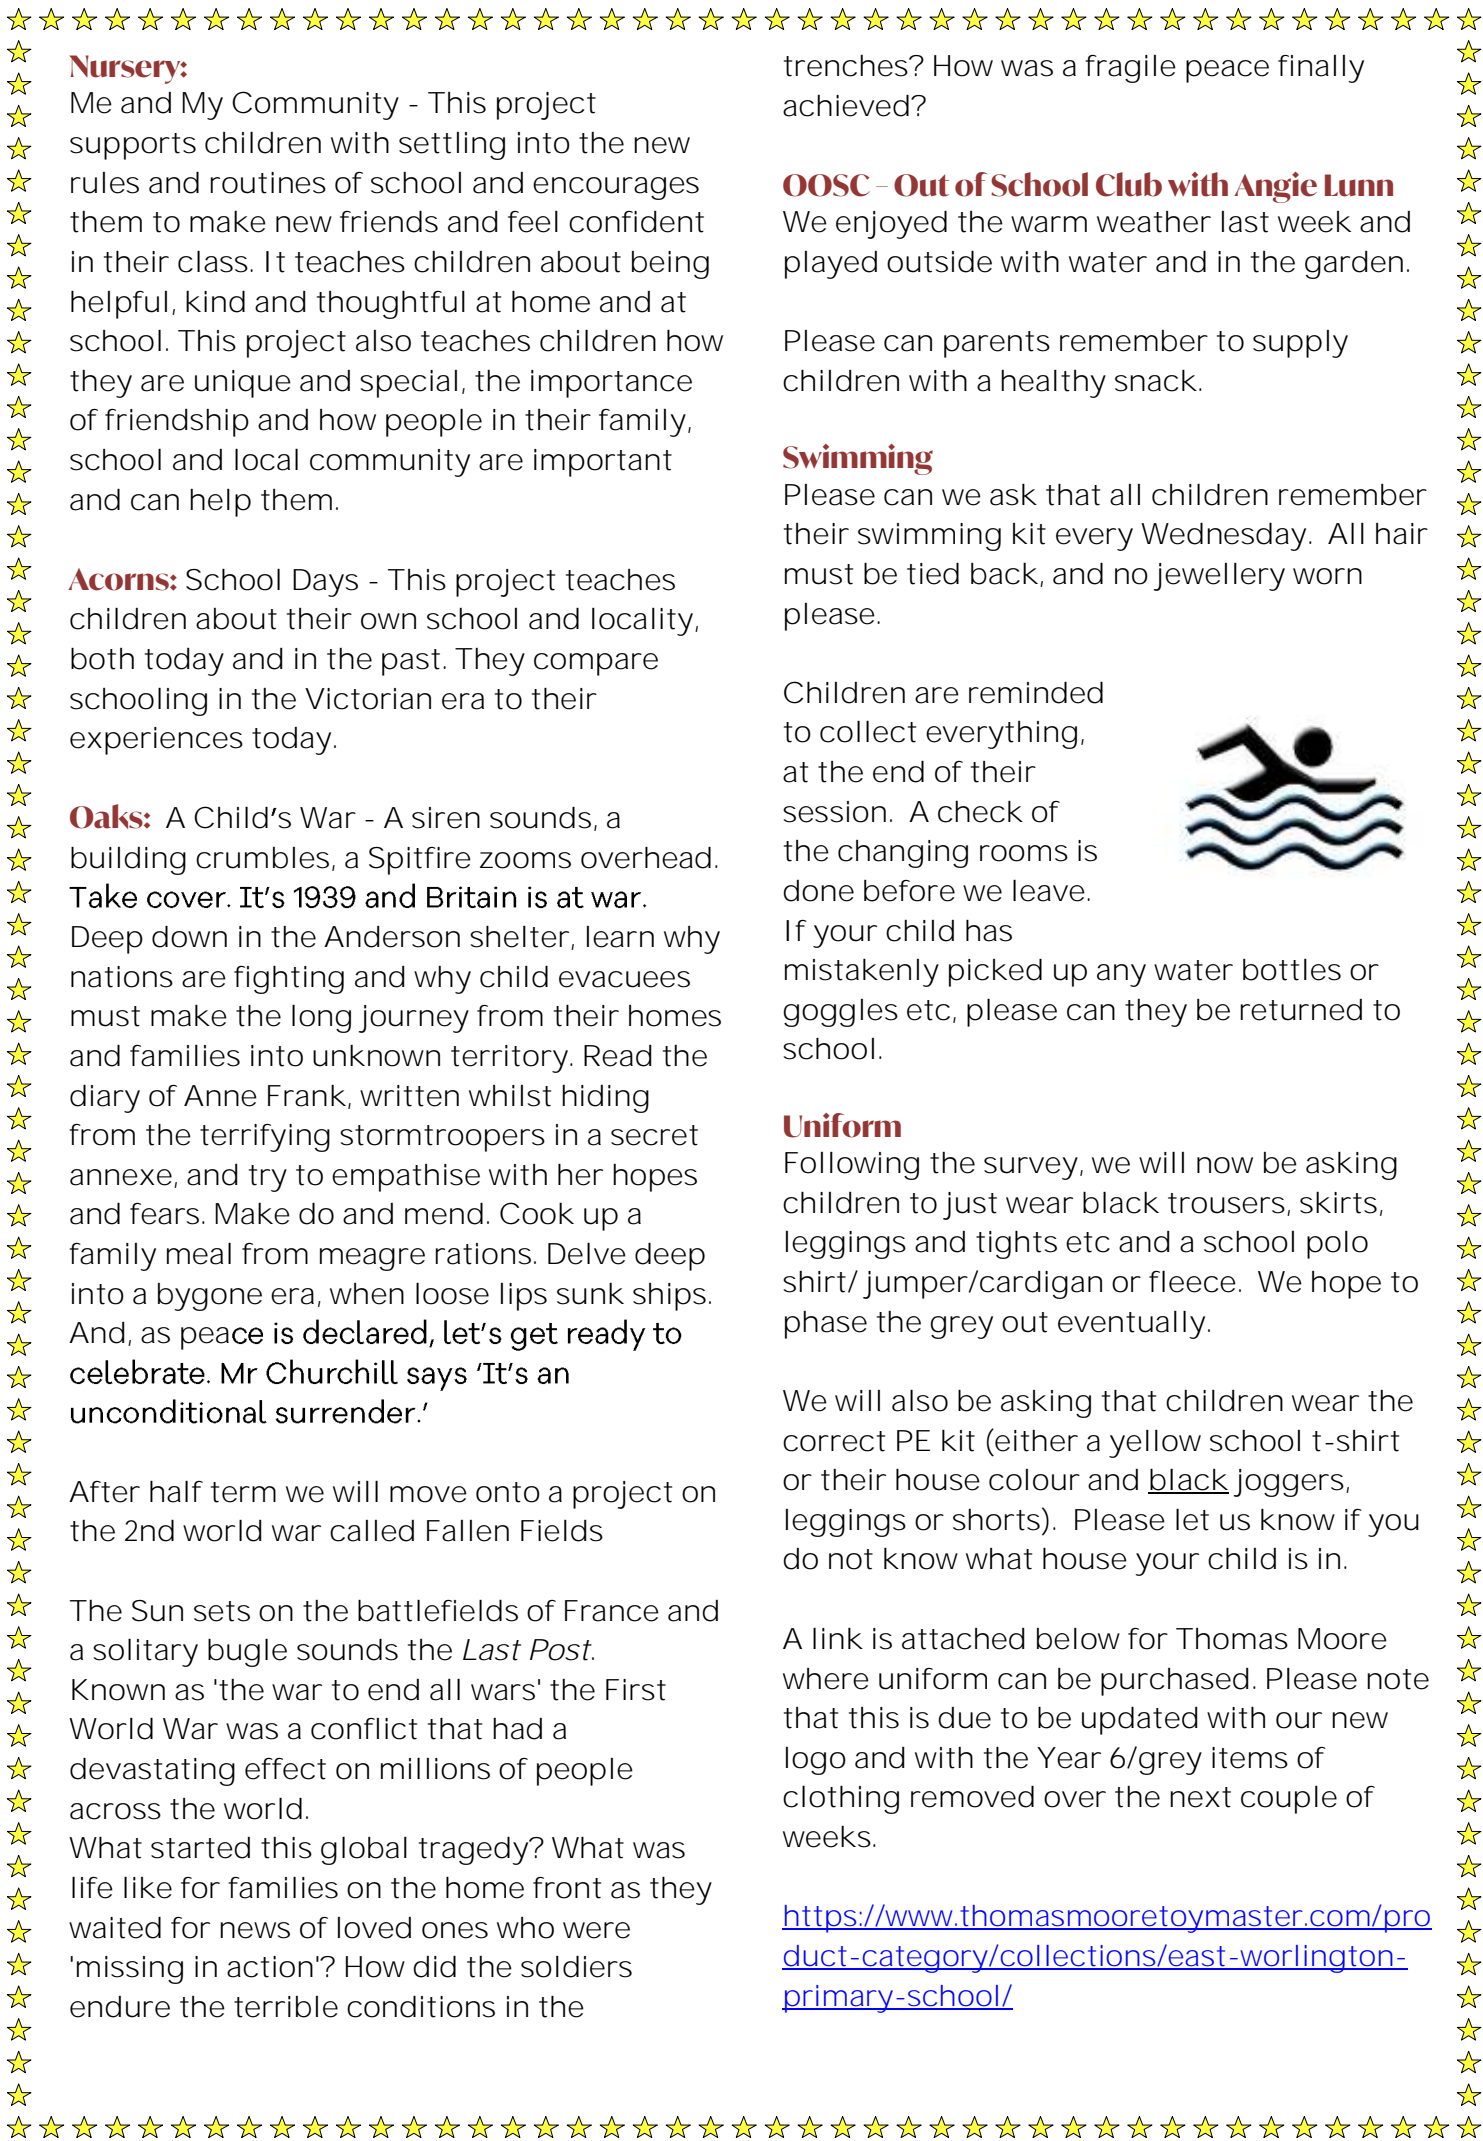 Nursery:
Me and My Community - This project
supports children with settling into the new
rules and routines of school and encourages
them to make new friends and feel confident
in their class. It teaches children about being
helpful, kind and thoughtful at home and at
school. This project also teaches children how
they are unique and special, the importance
of friendship and how people in their family,
school and local community are important
and can help them.
Acorns: School Days - This project teaches
children about their own school and locality,
both today and in the past. They compare
schooling in the Victorian era to their
experiences today.
Oaks: A Child’s War - A siren sounds, a
building crumbles, a Spitfire zooms overhead.
Take cover. It’s 1939 and Britain is at war.
Deep down in the Anderson shelter, learn why
nations are fighting and why child evacuees
must make the long journey from their homes
and families into unknown territory. Read the
diary of Anne Frank, written whilst hiding
from the terrifying stormtroopers in a secret
annexe, and try to empathise with her hopes
and fears. Make do and mend. Cook up a
family meal from meagre rations. Delve deep
into a bygone era, when loose lips sunk ships.
And, as peace is declared, let’s get ready to
celebrate. Mr Churchill says ‘It’s an
unconditional surrender.’
After half term we will move onto a project on
the 2nd world war called Fallen Fields
The Sun sets on the battlefields of France and
a solitary bugle sounds the Last Post.
Known as 'the war to end all wars' the First
World War was a conflict that had a
devastating effect on millions of people
across the world.
What started this global tragedy? What was
life like for families on the home front as they
waited for news of loved ones who were
'missing in action'? How did the soldiers
endure the terrible conditions in the
trenches? How was a fragile peace finally
achieved?
OOSC – Out of School Club with Angie Lunn
We enjoyed the warm weather last week and
played outside with water and in the garden.
Please can parents remember to supply
children with a healthy snack.
Swimming
Please can we ask that all children remember
their swimming kit every Wednesday. All hair
must be tied back, and no jewellery worn
please.
Children are reminded
to collect everything,
at the end of their
session. A check of
the changing rooms is
done before we leave.
If your child has
mistakenly picked up any water bottles or
goggles etc, please can they be returned to
school.
Uniform
Following the survey, we will now be asking
children to just wear black trousers, skirts,
leggings and tights etc and a school polo
shirt/ jumper/cardigan or fleece. We hope to
phase the grey out eventually.
We will also be asking that children wear the
correct PE kit (either a yellow school t-shirt
or their house colour and black joggers,
leggings or shorts). Please let us know if you
do not know what house your child is in.
A link is attached below for Thomas Moore
where uniform can be purchased. Please note
that this is due to be updated with our new
logo and with the Year 6/grey items of
clothing removed over the next couple of
weeks.
https://www.thomasmooretoymaster.com/pro
duct-category/collections/east-worlington-
primary-school/